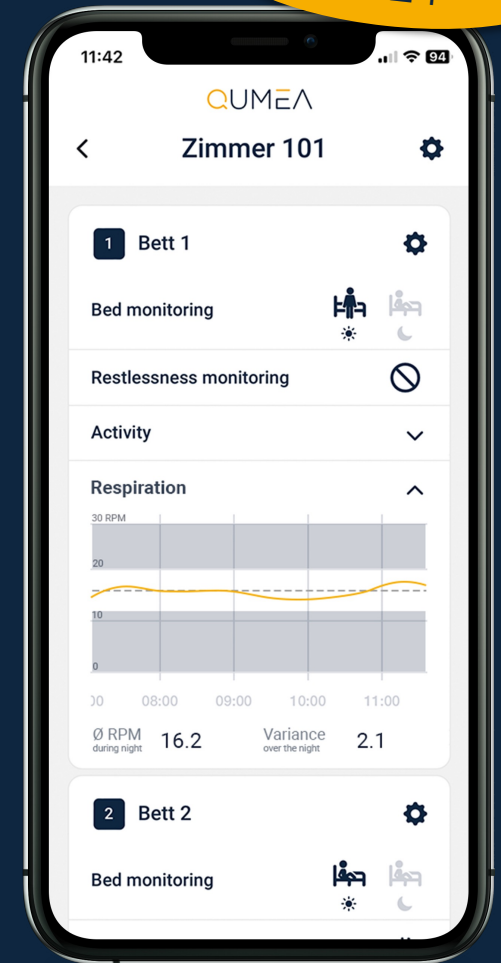 11:42
94
QUMEA
Zimmer 101
1 Bett 1
Bed monitoring
Restlessness monitoring
Activity
Respiration
30 RPM
20
10
0
00 08:00 09:00 10:00 11:00
Ø RPM 16.2 Variance 2.1
during night over the night
2 Bett 2
Bed monitoring